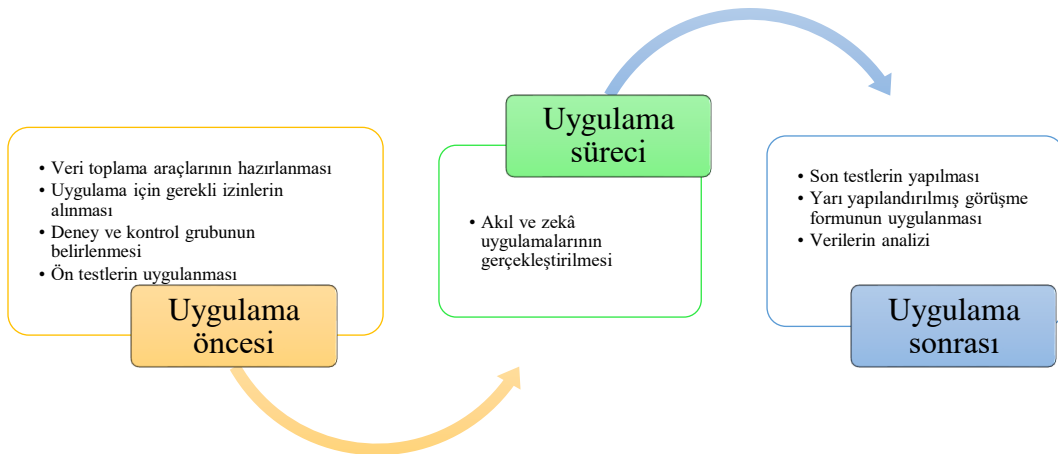 • Veri toplama araçlarının hazırlanması
• Uygulama için gerekli izinlerin
alınması
• Deney ve kontrol grubunun
belirlenmesi
• Ön testlerin uygulanması
Uygulama
öncesi
Uygulama
süreci
• Akıl ve zekâ
uygulamalarının
gerçekleştirilmesi
• Son testlerin yapılması
• Yarı yapılandırılmış görüşme
formunun uygulanması
• Verilerin analizi
Uygulama
sonrası